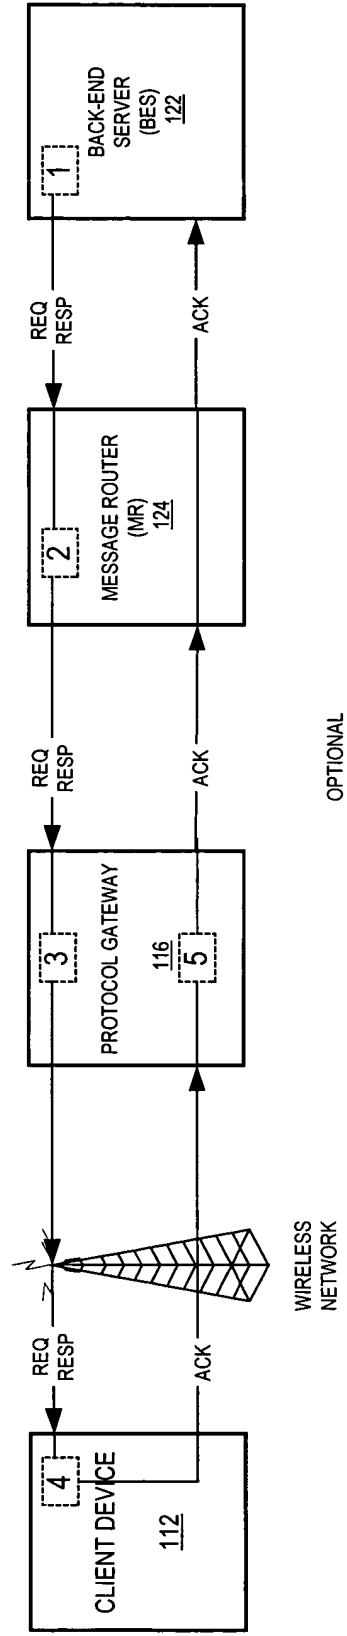 CLIENT DEVICE
112
4
REQ
RESP
ACK
WIRELESS
NETWORK
3
PROTOCOL GATEWAY
116
5
REQ
RESP
ACK
OPTIONAL
2
MESSAGE ROUTER
(MR)
124
REQ
RESP
ACK
1
BACK-END
SERVER
(BES)
122